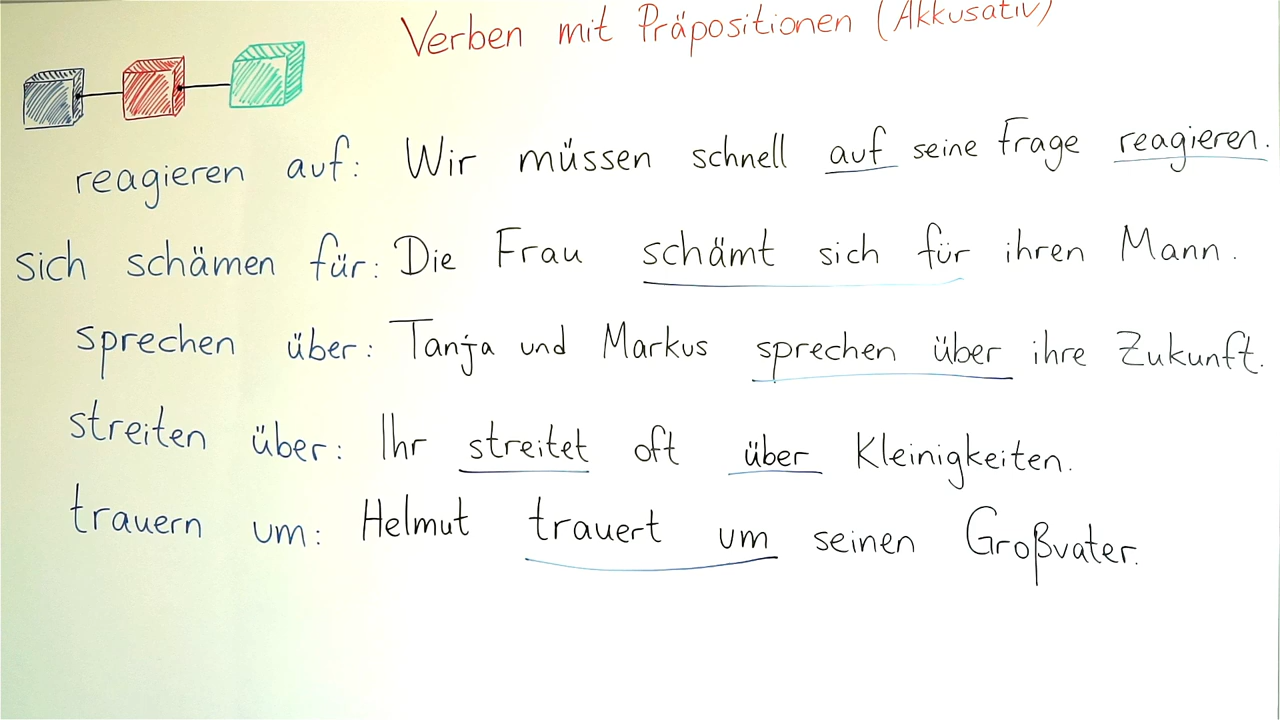 Verben mit Präpositionen (Akkusativ)
reagieren auf: Wir müssen schnell auf seine Frage reagieren.
sich schämen für: Die Frau schämt sich für ihren Mann.
sprechen über: Tanja und Markus sprechen über ihre Zukunft.
streiten über: Ihr streitet oft über Kleinigkeiten.
trauern um: Helmut trauert um seinen Großvater.